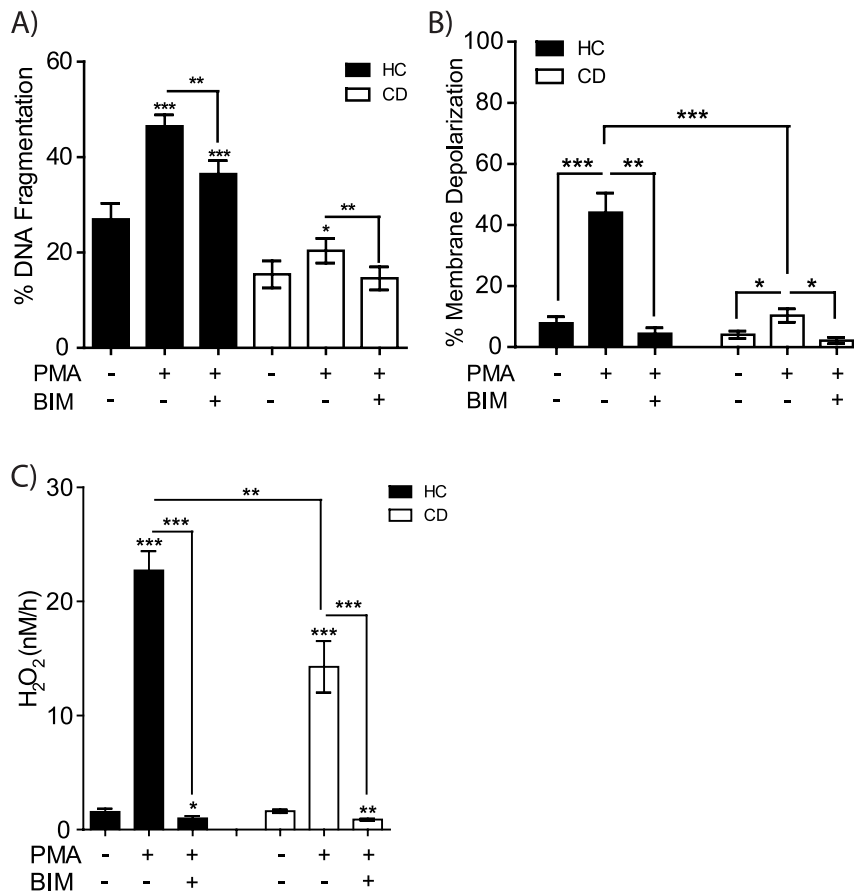 A)
60
40
20
0
% DNA Fragmentation
HC
CD
**
***
***
**
*
PMA - + + - + +
BIM - - + - - +
B)
100
80
60
40
20
0
% Membrane Depolarization
HC
CD
***
*** **
* *
PMA - + + - + +
BIM - - + - - +
C)
30
20
10
0
H₂O₂ (nM/h)
HC
CD
**
***
***
***
***
*
**
PMA - + + - + +
BIM - - + - - +